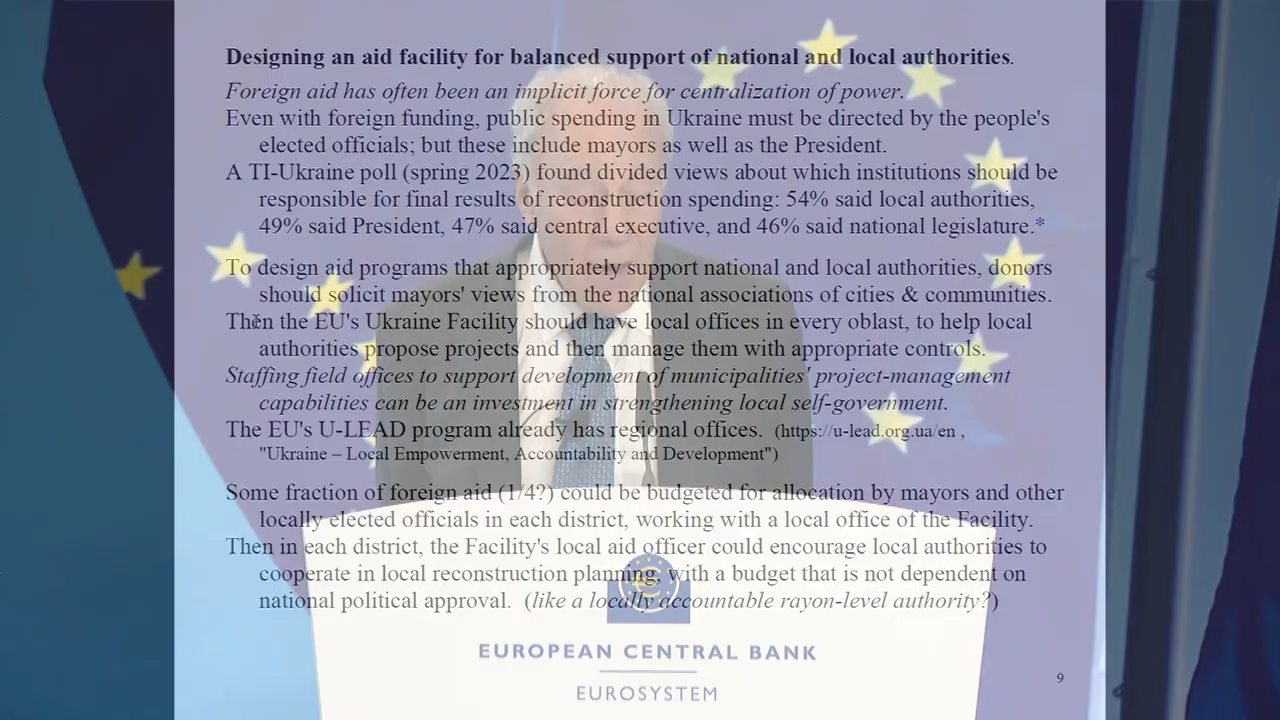 Designing an aid facility for balanced support of national and local authorities.
Foreign aid has often been an implicit force for centralization of power.
Even with foreign funding, public spending in Ukraine must be directed by the people's
elected officials; but these include mayors as well as the President.
A TI-Ukraine poll (spring 2023) found divided views about which institutions should be
responsible for final results of reconstruction spending: 54% said local authorities,
49% said President, 47% said central executive, and 46% said national legislature.*
To design aid programs that appropriately support national and local authorities, donors
should solicit mayors' views from the national associations of cities & communities.
Then the EU's Ukraine Facility should have local offices in every oblast, to help local
authorities propose projects and then manage them with appropriate controls.
Staffing field offices to support development of municipalities' project-management
capabilities can be an investment in strengthening local self-government.
The EU's U-LEAD program already has regional offices. (https://u-lead.org.ua/en ,
"Ukraine – Local Empowerment, Accountability and Development")
Some fraction of foreign aid (1/4?) could be budgeted for allocation by mayors and other
locally elected officials in each district, working with a local office of the Facility.
Then in each district, the Facility's local aid officer could encourage local authorities to
cooperate in local reconstruction planning, with a budget that is not dependent on
national political approval. (like a locally accountable rayon-level authority?)
EUROPEAN CENTRAL BANK
EUROSYSTEM
9